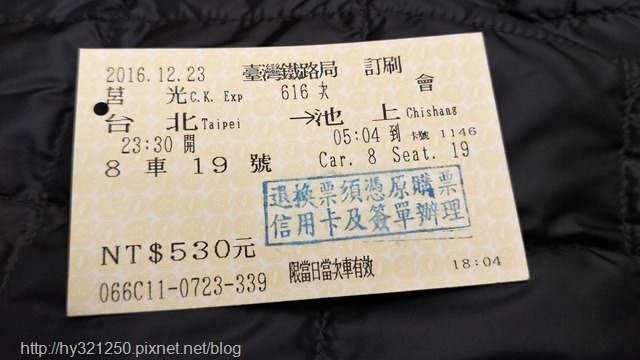 2016.12.23 臺灣鐵路局 訂刷
莒光 C.K. Exp 616 次 會
台北 Taipei →池上 Chishang
23:30 開 05:04 到 卡號 1146
8 車 19 號 Car. 8 Seat. 19
退換票須憑原購票
信用卡及簽單辦理
NT$530元
限當日當次車有效 18:04
066C11-0723-339
http://hy321250.pixnet.net/blog